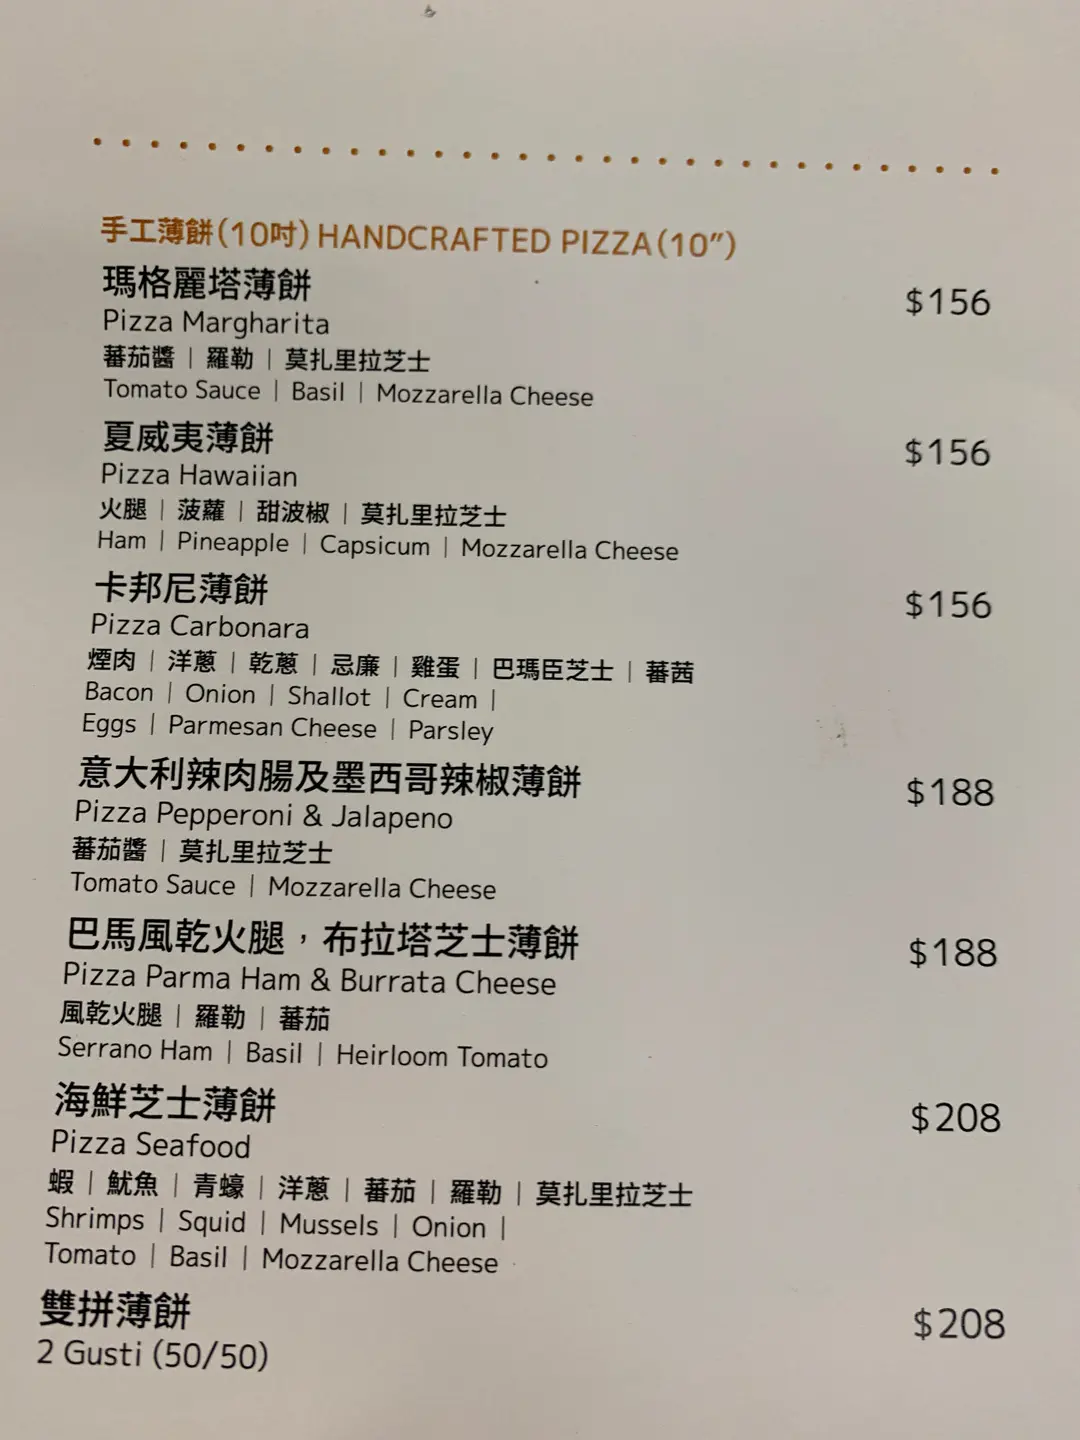 手工薄餅(10吋) HANDCRAFTED PIZZA(10”)
瑪格麗塔薄餅 $156
Pizza Margharita
蕃茄醬 | 羅勒 | 莫扎里拉芝士
Tomato Sauce | Basil | Mozzarella Cheese
夏威夷薄餅 $156
Pizza Hawaiian
火腿 | 菠蘿 | 甜波椒 | 莫扎里拉芝士
Ham | Pineapple | Capsicum | Mozzarella Cheese
卡邦尼薄餅 $156
Pizza Carbonara
煙肉 | 洋蔥 | 乾蔥 | 忌廉 | 雞蛋 | 巴瑪臣芝士 | 蕃茜
Bacon | Onion | Shallot | Cream |
Eggs | Parmesan Cheese | Parsley
意大利辣肉腸及墨西哥辣椒薄餅 $188
Pizza Pepperoni & Jalapeno
蕃茄醬 | 莫扎里拉芝士
Tomato Sauce | Mozzarella Cheese
巴馬風乾火腿，布拉塔芝士薄餅 $188
Pizza Parma Ham & Burrata Cheese
風乾火腿 | 羅勒 | 蕃茄
Serrano Ham | Basil | Heirloom Tomato
海鮮芝士薄餅 $208
Pizza Seafood
蝦 | 魷魚 | 青蠔 | 洋蔥 | 蕃茄 | 羅勒 | 莫扎里拉芝士
Shrimps | Squid | Mussels | Onion |
Tomato | Basil | Mozzarella Cheese
雙拼薄餅 $208
2 Gusti (50/50)